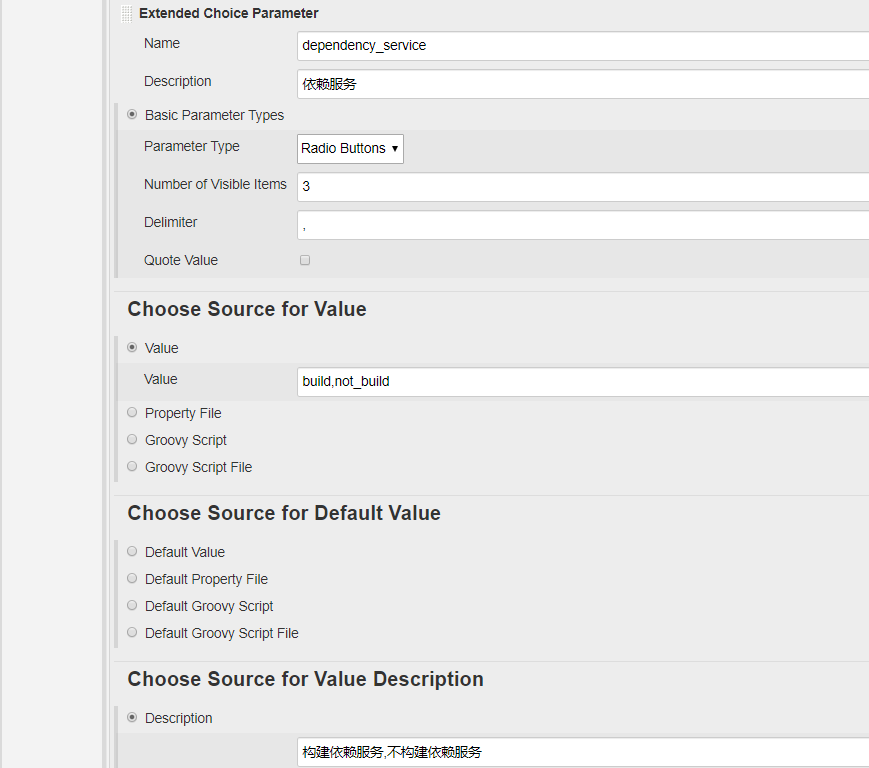 Extended Choice Parameter
Name
dependency_service
Description
依赖服务
Basic Parameter Types
Parameter Type
Radio Buttons
Number of Visible Items
3
Delimiter
,
Quote Value
Choose Source for Value
Value
Value
build,not_build
Property File
Groovy Script
Groovy Script File
Choose Source for Default Value
Default Value
Default Property File
Default Groovy Script
Default Groovy Script File
Choose Source for Value Description
Description
构建依赖服务,不构建依赖服务